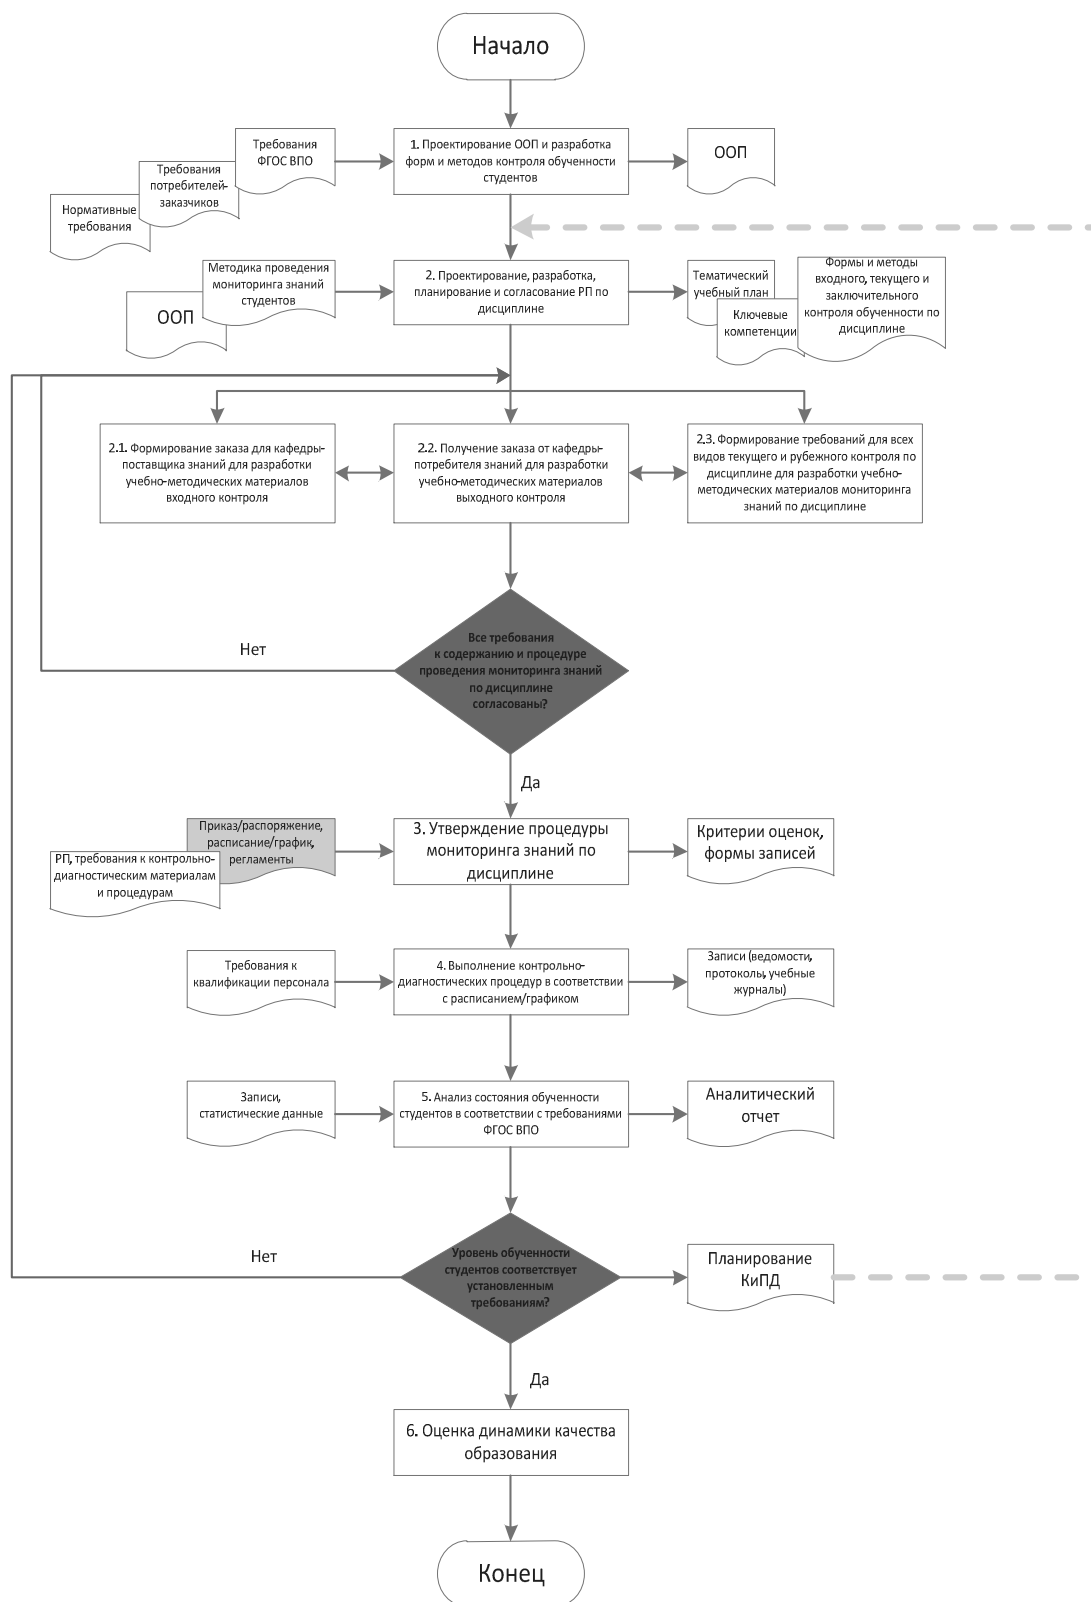 Начало
Требования
ФГОС ВПО
Требования
потребителей-
заказчиков
Нормативные
требования
1. Проектирование ООП и разработка
форм и методов контроля обученности
студентов
ООП
Методика проведения
мониторинга знаний
студентов
ООП
2. Проектирование, разработка,
планирование и согласование РП по
дисциплине
Тематический
учебный план
Ключевые
компетенции
Формы и методы
входного, текущего и
заключительного
контроля обученности по
дисциплине
2.1. Формирование заказа для кафедры-
поставщика знаний для разработки
учебно-методических материалов
входного контроля
2.2. Получение заказа от кафедры-
потребителя знаний для разработки
учебно-методических материалов
выходного контроля
2.3. Формирование требований для всех
видов текущего и рубежного контроля по
дисциплине для разработки учебно-
методических материалов мониторинга
знаний по дисциплине
Нет
Все требования
к содержанию и процедуре
проведения мониторинга знаний
по дисциплине
согласованы?
Да
Приказ/распоряжение,
расписание/график,
регламенты
РП, требования к контрольно-
диагностическим материалам
и процедурам
3. Утверждение процедуры
мониторинга знаний по
дисциплине
Критерии оценок,
формы записей
Требования к
квалификации персонала
4. Выполнение контрольно-
диагностических процедур в соответствии
с расписанием/графиком
Записи (ведомости,
протоколы, учебные
журналы)
Записи,
статистические данные
5. Анализ состояния обученности
студентов в соответствии с требованиями
ФГОС ВПО
Аналитический
отчет
Нет
Уровень обученности
студентов соответствует
установленным
требованиям?
Планирование
КиПД
Да
6. Оценка динамики качества
образования
Конец